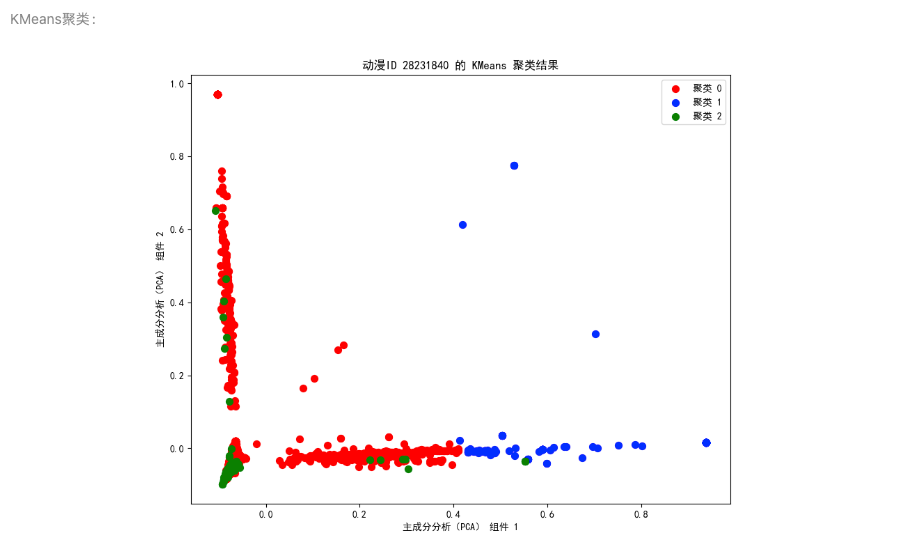 KMeans聚类:
动漫ID 28231840 的 KMeans 聚类结果
聚类 0
聚类 1
聚类 2
1.0
0.8
0.6
0.4
0.2
0.0
主成分分析（PCA） 组件 2
0.0 0.2 0.4 0.6 0.8
主成分分析（PCA） 组件 1